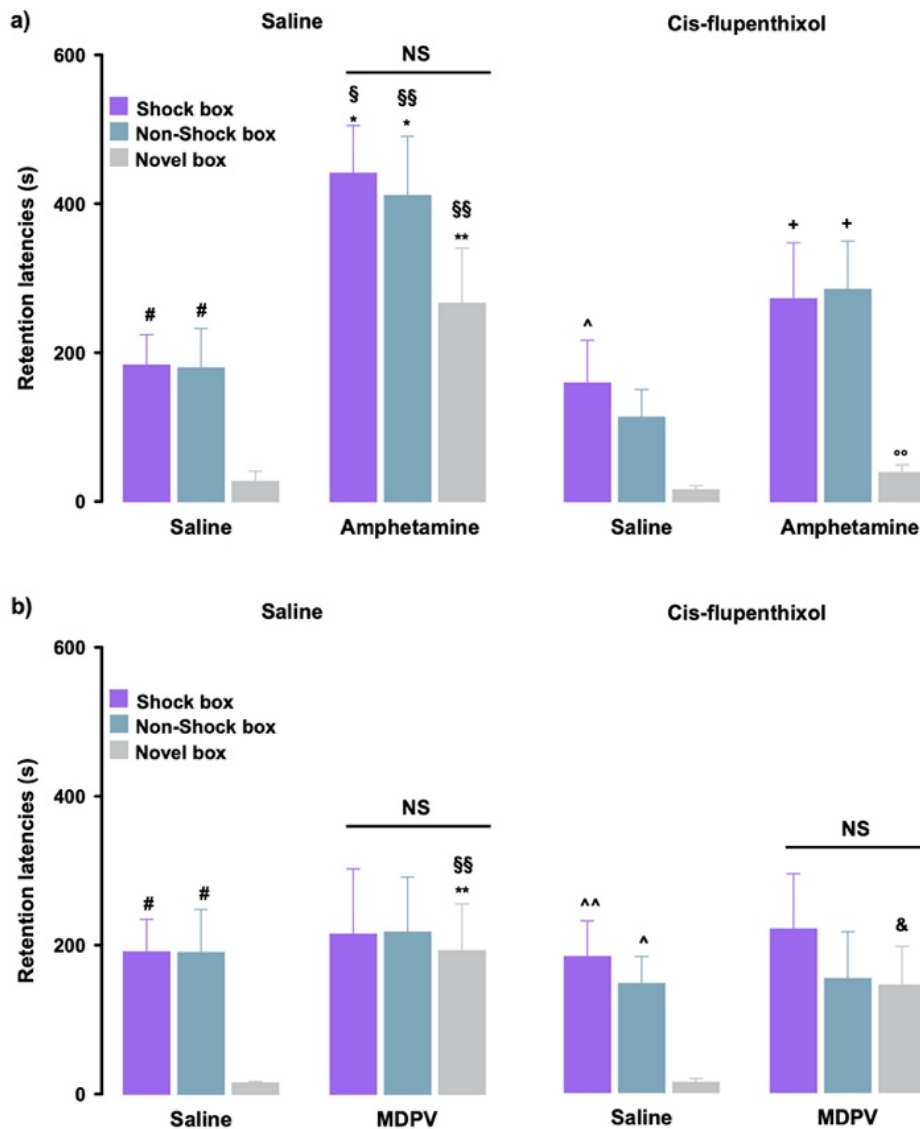 a)
Saline
Cis-flupenthixol
600
400
200
0
Retention latencies (s)
Shock box
Non-Shock box
Novel box
NS
§
*
§§
*
§§
**
#
#
^
+
+
°°
Saline
Amphetamine
Saline
Amphetamine
b)
Saline
Cis-flupenthixol
600
400
200
0
Retention latencies (s)
Shock box
Non-Shock box
Novel box
NS
§§
**
#
#
^^
^
NS
&
Saline
MDPV
Saline
MDPV